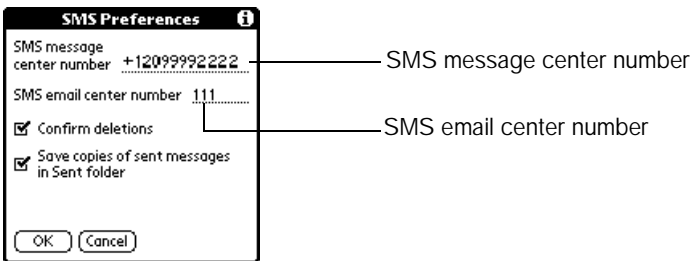 SMS Preferences i
SMS message
center number +12099992222
SMS message center number
SMS email center number 111
SMS email center number
Confirm deletions
Save copies of sent messages
in Sent folder
OK Cancel